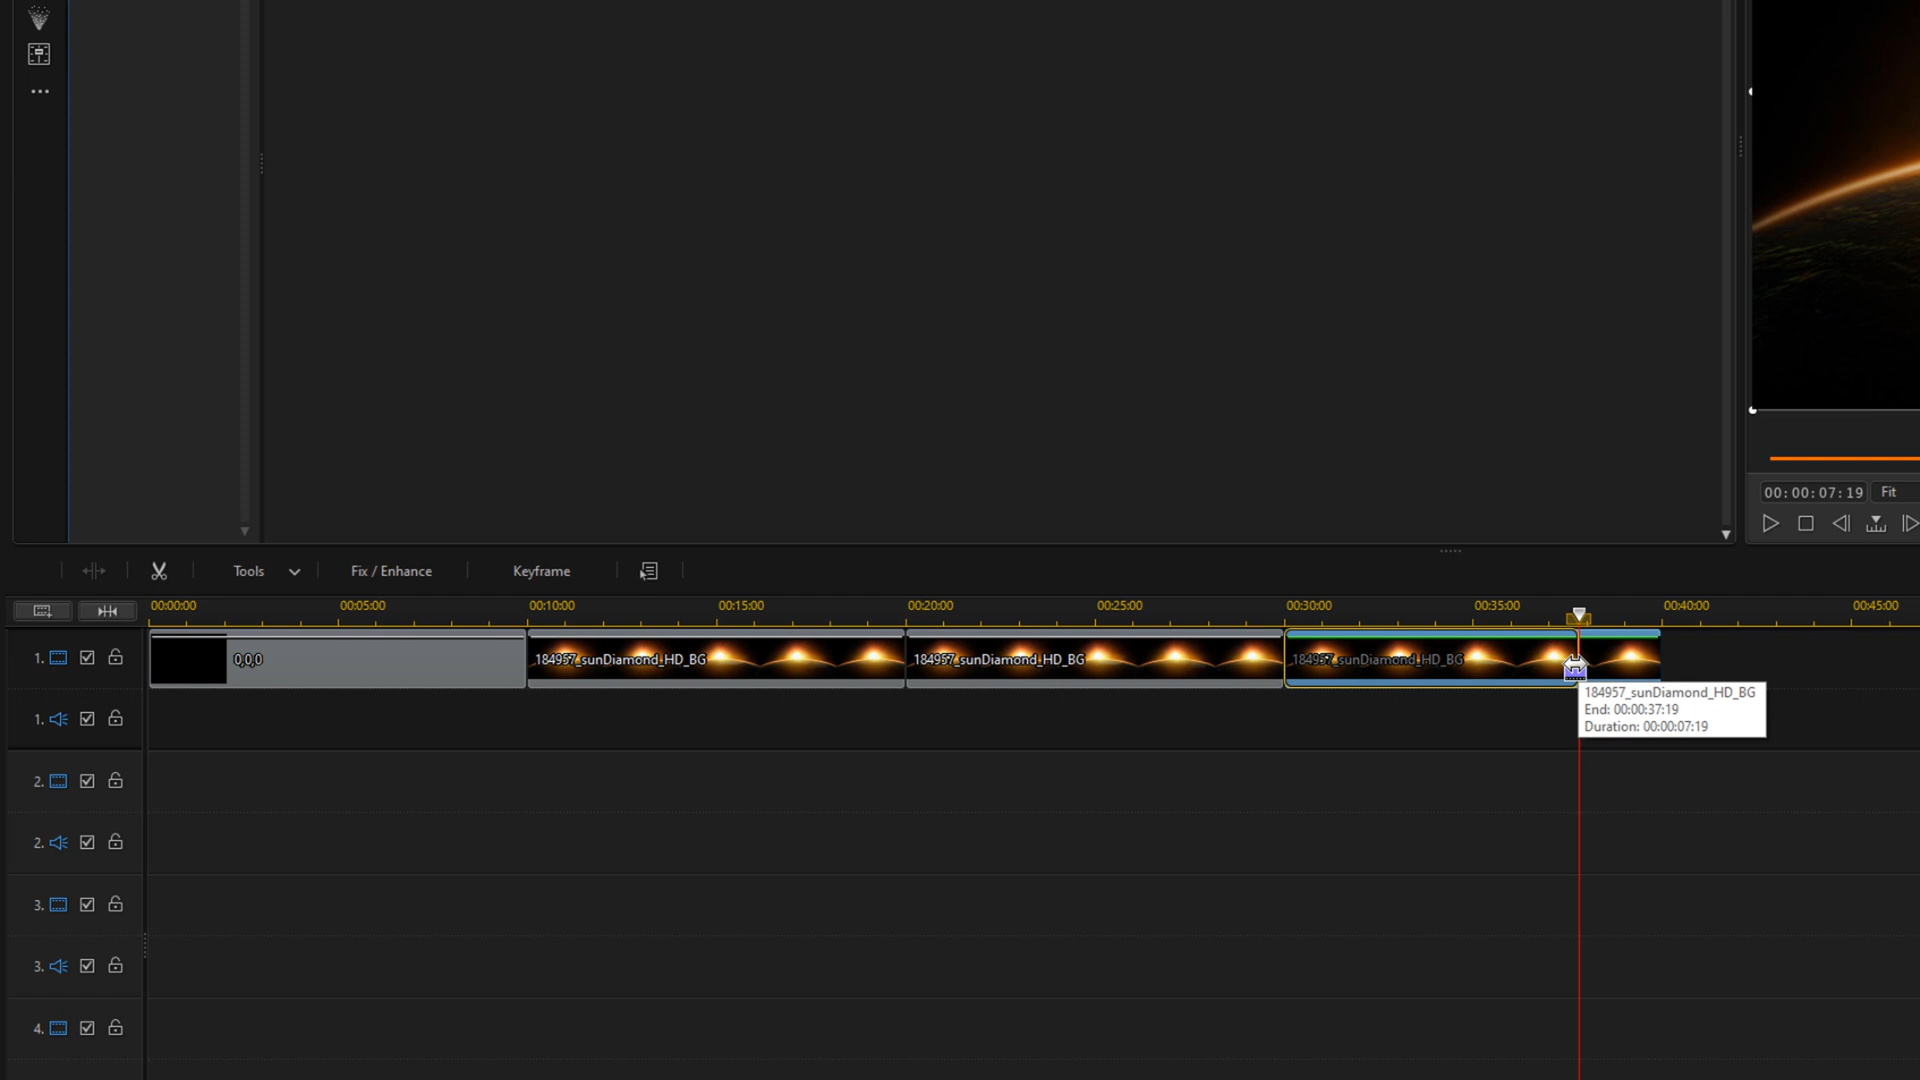 00:00:07:19 Fit
Tools Fix / Enhance Keyframe
00:00:00 00:05:00 00:10:00 00:15:00 00:20:00 00:25:00 00:30:00 00:35:00 00:40:00 00:45:00
1. 0,0,0 184957_sunDiamond_HD_BG 184957_sunDiamond_HD_BG 184957_sunDiamond_HD_BG
184957_sunDiamond_HD_BG
End: 00:00:37:19
Duration: 00:00:07:19
1.
2.
2.
3.
3.
4.